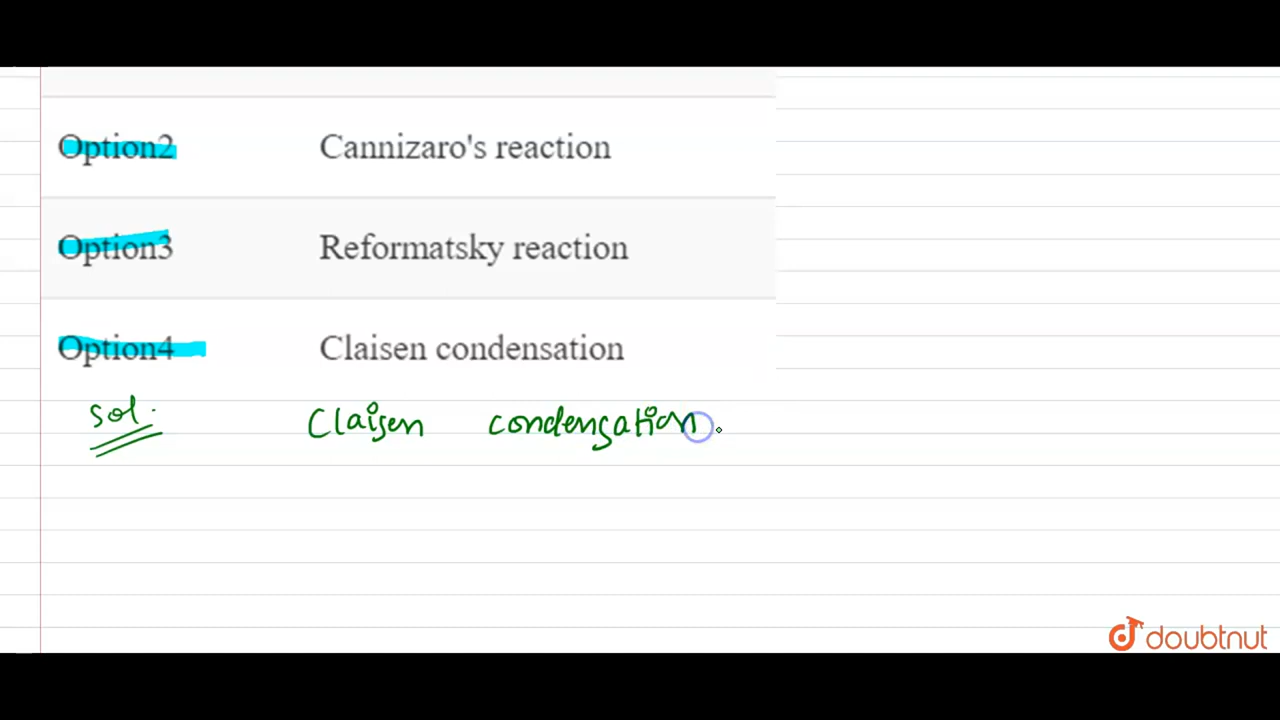 Option2 Cannizaro's reaction
Option3 Reformatsky reaction
Option4 Claisen condensation
Sol.
Claisen condensation.
doubtnut